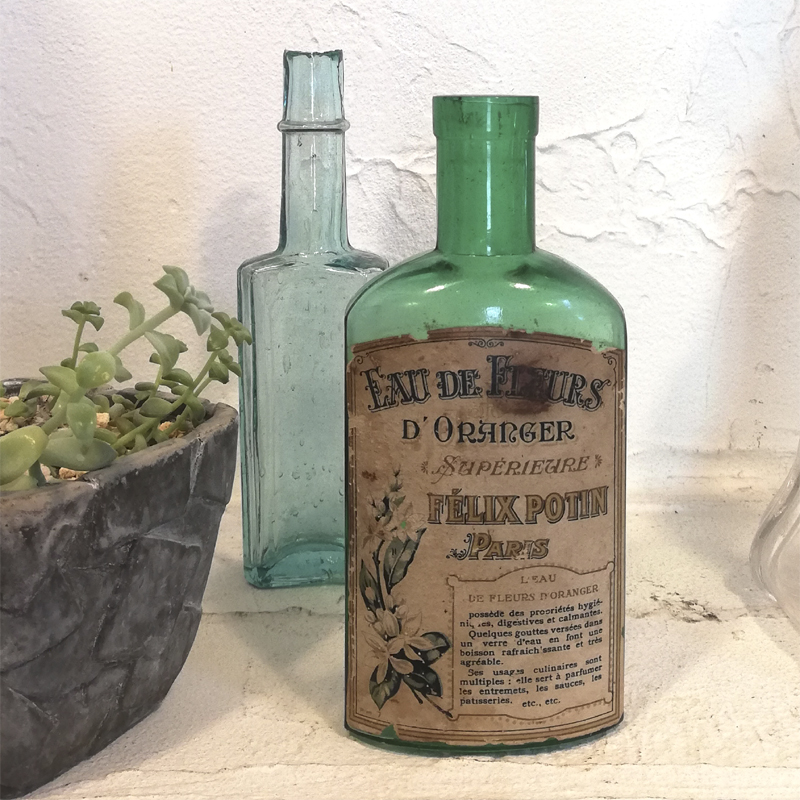 EAU DE FLEURS
D'ORANGER
SUPÉRIEURE
FÉLIX POTIN
PARIS
L'EAU
DE FLEURS D'ORANGER
possède des propriétés hygié-
digestives et calmantes.
Quelques gouttes versées dans
un verre d'eau en font une
boisson rafraichissante et très
agréable.
Ses usages culinaires sont
multiples : elle sert à parfumer
les entremets, les sauces, les
patisseries, etc., etc.